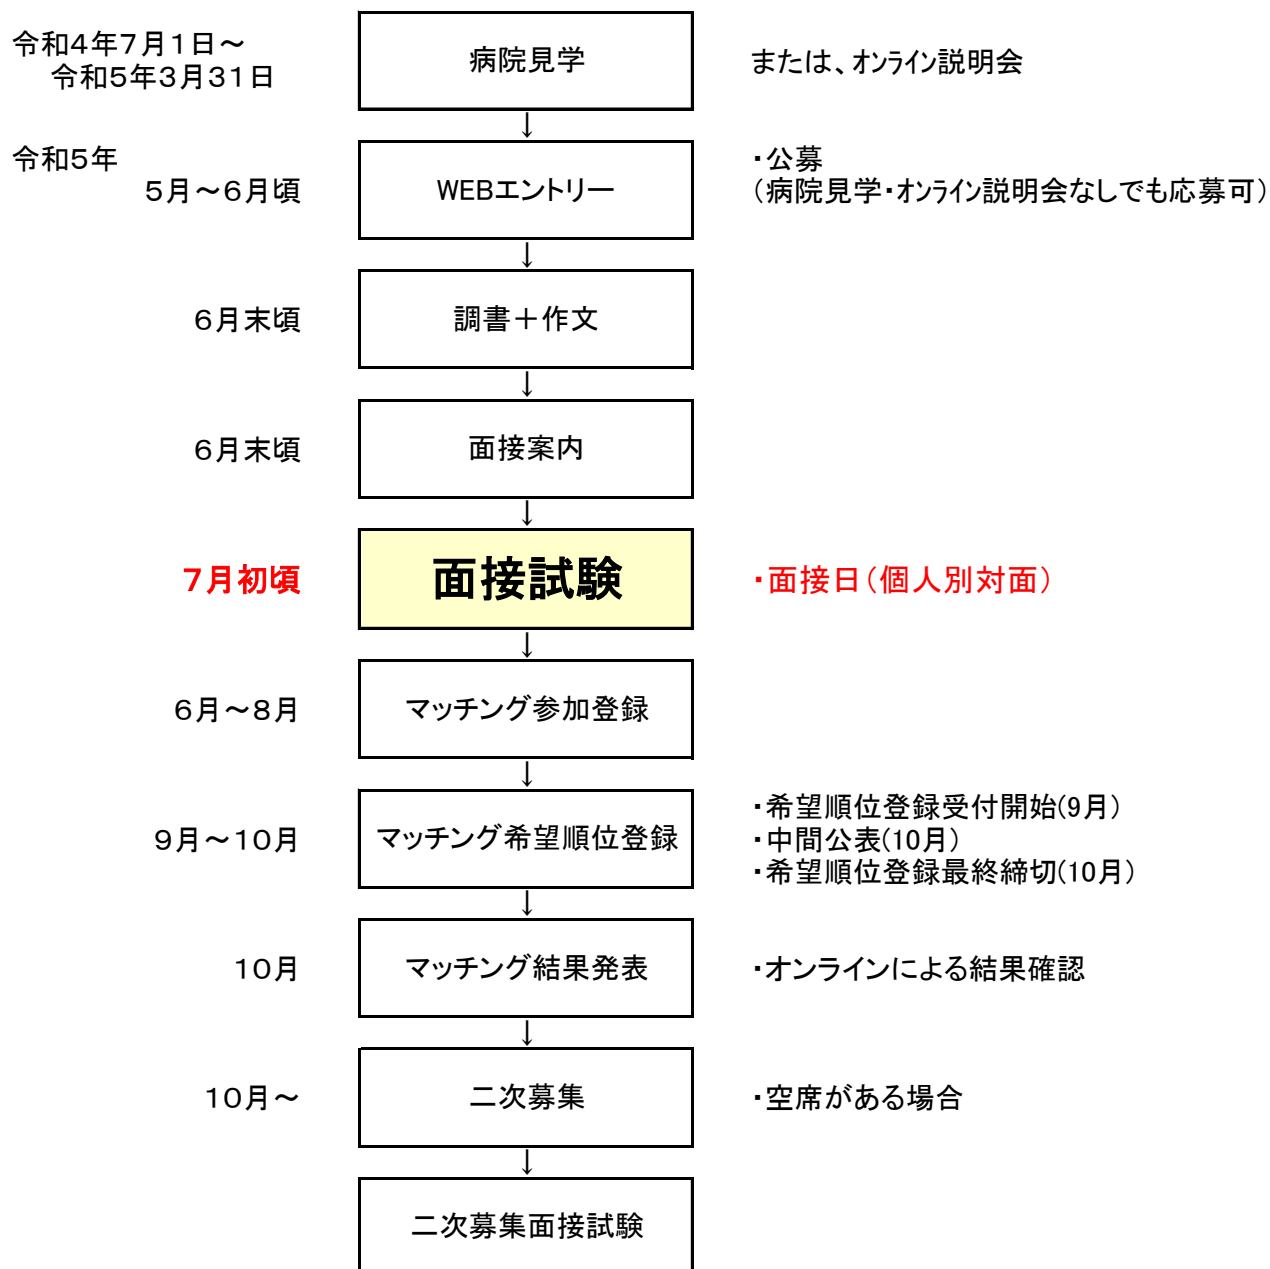 令和4年7月1日～
令和5年3月31日
病院見学
または、オンライン説明会
↓
令和5年
5月～6月頃
WEBエントリー
・公募
（病院見学・オンライン説明会なしでも応募可）
↓
6月末頃
調書＋作文
↓
6月末頃
面接案内
↓
7月初頃
面接試験
・面接日（個人別対面）
↓
6月～8月
マッチング参加登録
↓
9月～10月
マッチング希望順位登録
・希望順位登録受付開始(9月)
・中間公表(10月)
・希望順位登録最終締切(10月)
↓
10月
マッチング結果発表
・オンラインによる結果確認
↓
10月～
二次募集
・空席がある場合
↓
二次募集面接試験